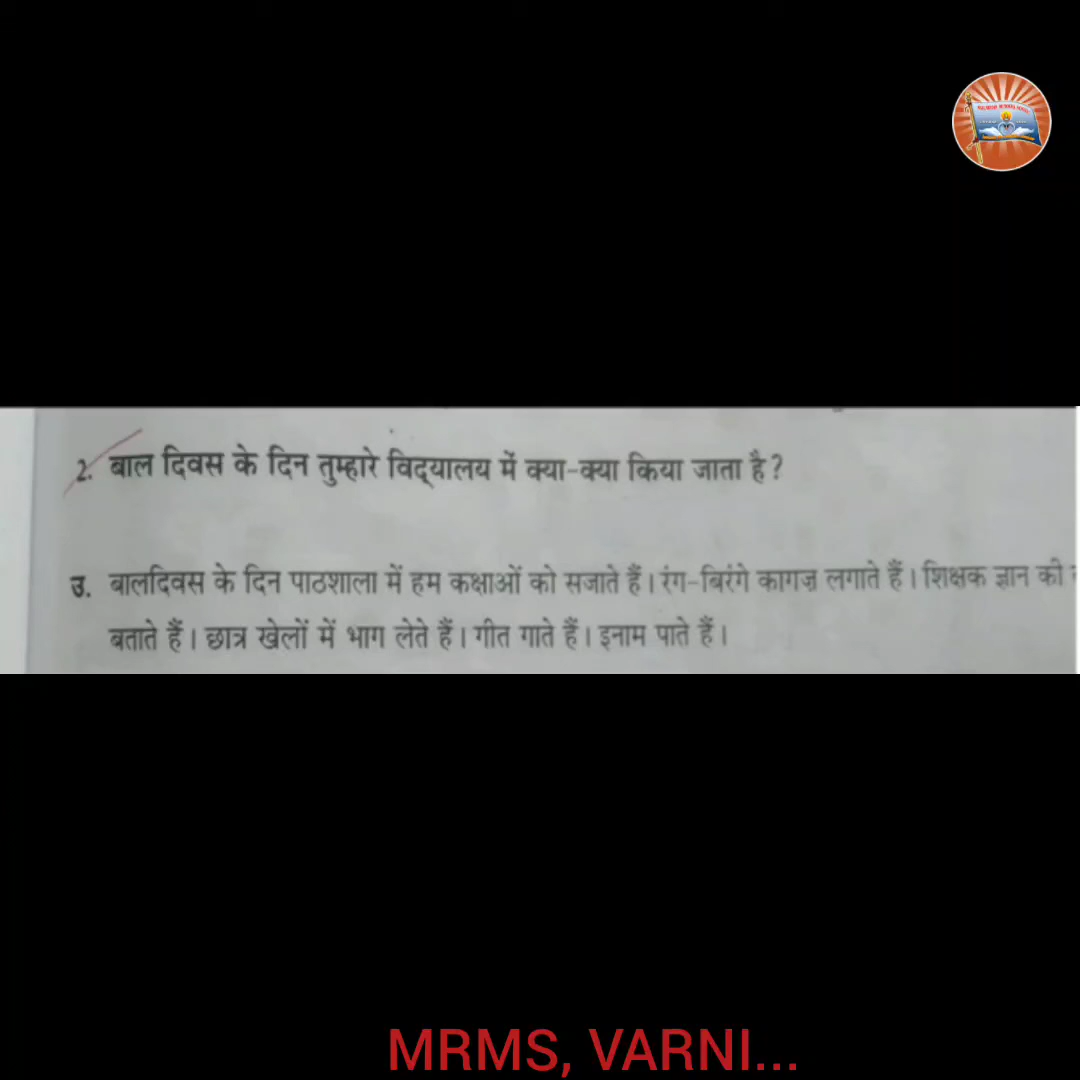 2. बाल दिवस के दिन तुम्हारे विद्यालय में क्या-क्या किया जाता है?
उ. बालदिवस के दिन पाठशाला में हम कक्षाओं को सजाते हैं। रंग-बिरंगे कागज़ लगाते हैं। शिक्षक ज्ञान की
बताते हैं। छात्र खेलों में भाग लेते हैं। गीत गाते हैं। इनाम पाते हैं।
MRMS, VARNI...